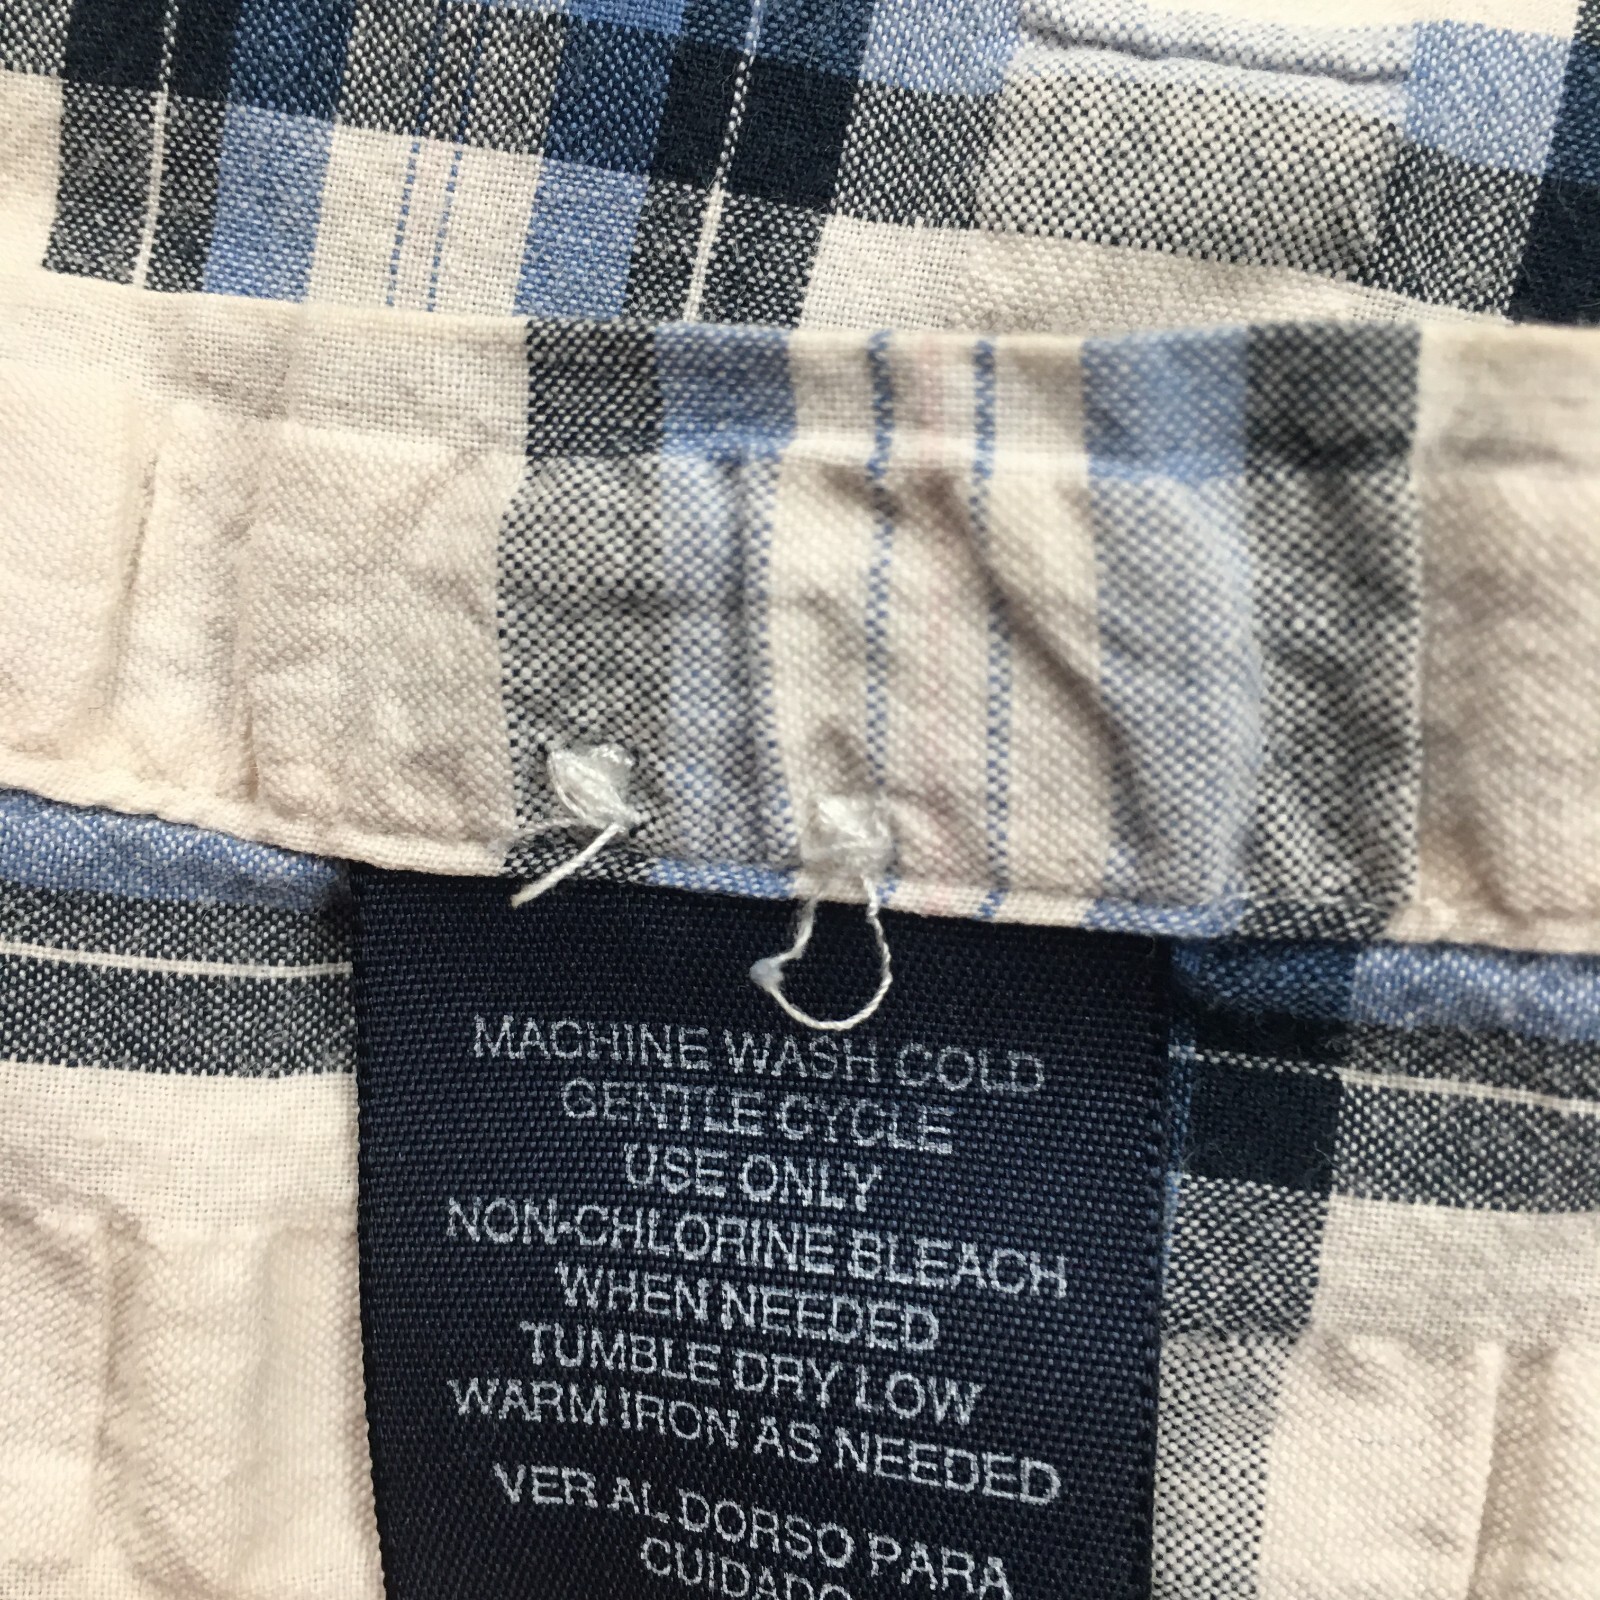 MACHINE WASH COLD
GENTLE CYCLE
USE ONLY
NON-CHLORINE BLEACH
WHEN NEEDED
TUMBLE DRY LOW
WARM IRON AS NEEDED
VER AL DORSO PARA
CUIDADO